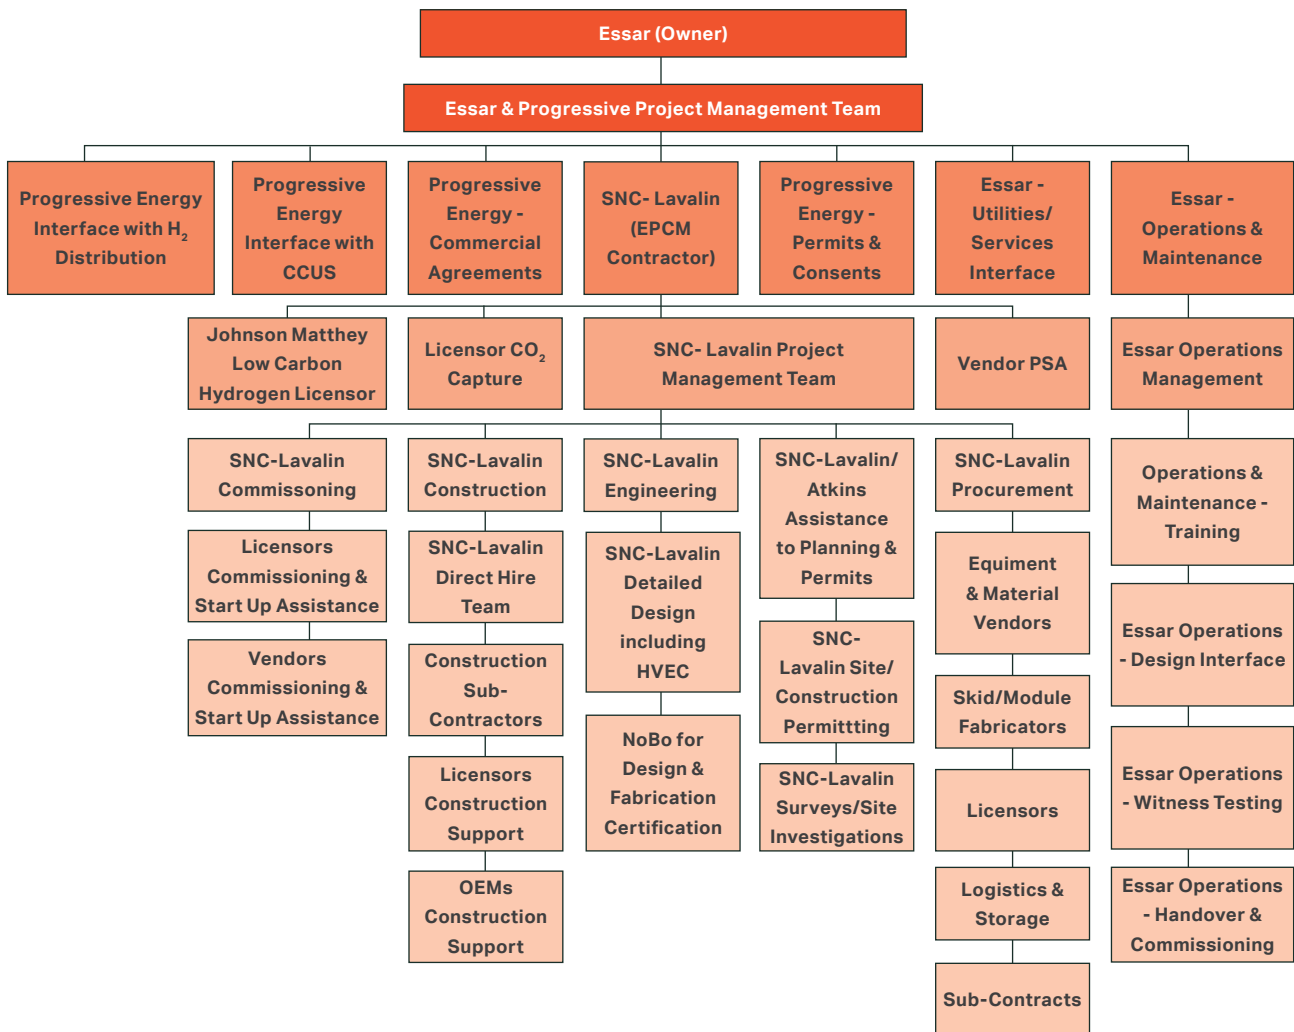 Essar (Owner)
Essar & Progressive Project Management Team
Progressive Energy
Interface with H₂
Distribution
Progressive
Energy
Interface with
CCUS
Progressive
Energy -
Commercial
Agreements
SNC- Lavalin
(EPCM
Contractor)
Progressive
Energy -
Permits &
Consents
Essar -
Utilities/
Services
Interface
Essar -
Operations &
Maintenance
Johnson Matthey
Low Carbon
Hydrogen Licensor
Licensor CO₂
Capture
SNC- Lavalin Project
Management Team
Vendor PSA
Essar Operations
Management
SNC-Lavalin
Commissoning
Licensors
Commissioning &
Start Up Assistance
Vendors
Commissioning &
Start Up Assistance
SNC-Lavalin
Construction
SNC-Lavalin
Direct Hire
Team
Construction
Sub-
Contractors
Licensors
Construction
Support
OEMs
Construction
Support
SNC-Lavalin
Engineering
SNC-Lavalin
Detailed
Design
including
HVEC
NoBo for
Design &
Fabrication
Certification
SNC-Lavalin/
Atkins
Assistance
to Planning &
Permits
SNC-
Lavalin Site/
Construction
Permittting
SNC-Lavalin
Surveys/Site
Investigations
SNC-Lavalin
Procurement
Equiment
& Material
Vendors
Skid/Module
Fabricators
Licensors
Logistics &
Storage
Sub-Contracts
Operations &
Maintenance -
Training
Essar Operations
- Design Interface
Essar Operations
- Witness Testing
Essar Operations
- Handover &
Commissioning